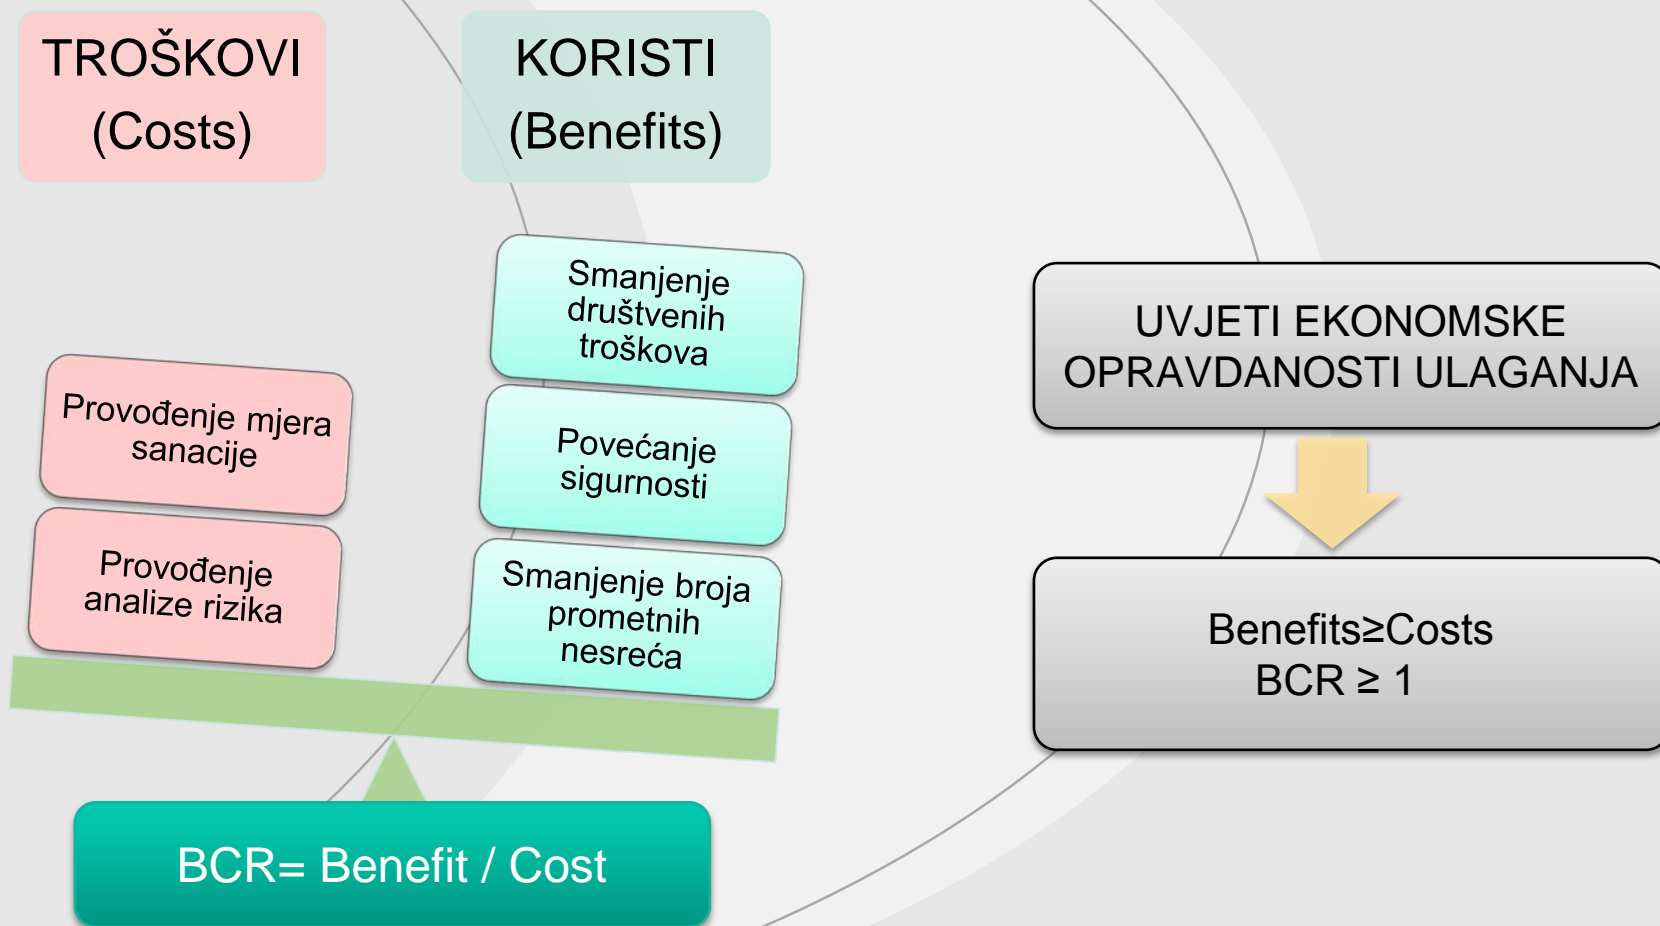 TROŠKOVI
(Costs)
KORISTI
(Benefits)
Provođenje mjera
sanacije
Provođenje
analize rizika
Smanjenje
društvenih
troškova
Povećanje
sigurnosti
Smanjenje broja
prometnih
nesreća
BCR= Benefit / Cost
UVJETI EKONOMSKE
OPRAVDANOSTI ULAGANJA
Benefits≥Costs
BCR ≥ 1